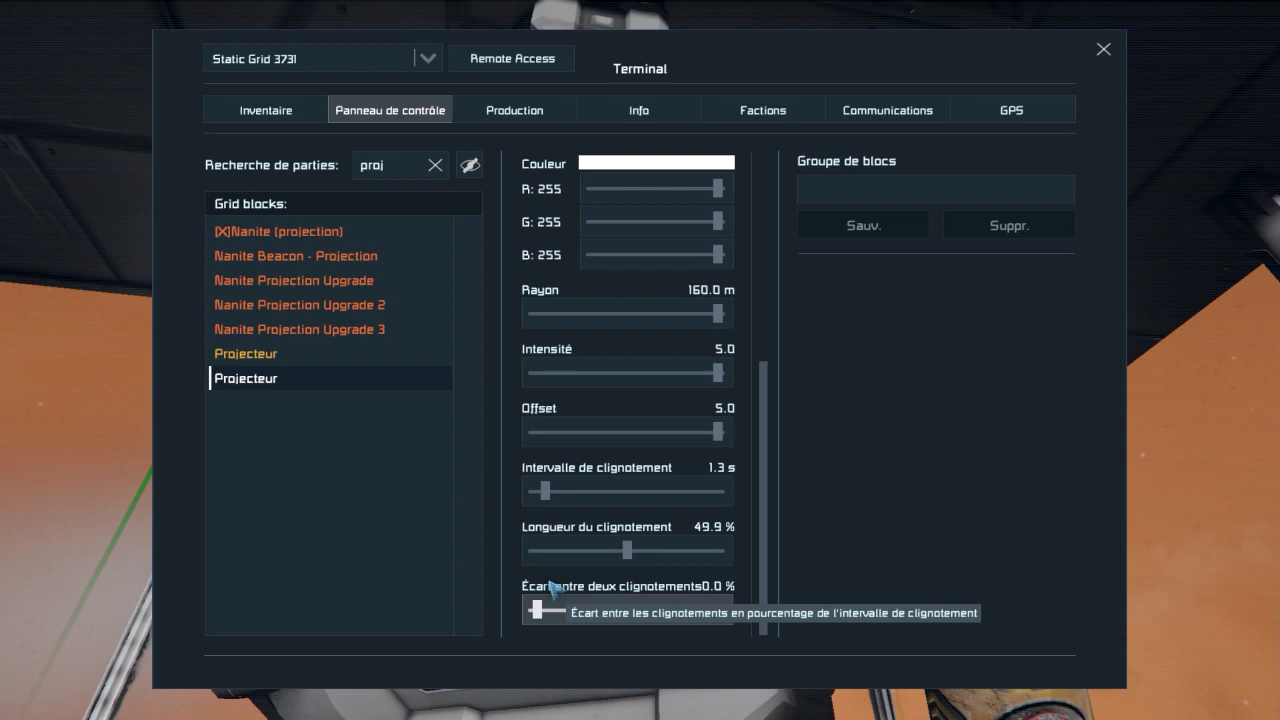 Static Grid 3731
Remote Access
Terminal
Inventaire
Panneau de contrôle
Production
Info
Factions
Communications
GPS
Recherche de parties:
proj
Grid blocks:
[X]Nanite (projection)
Nanite Beacon - Projection
Nanite Projection Upgrade
Nanite Projection Upgrade 2
Nanite Projection Upgrade 3
Projecteur
Projecteur
Couleur
R: 255
G: 255
B: 255
Rayon 160.0 m
Intensité 5.0
Offset 5.0
Intervalle de clignotement 1.3 s
Longueur du clignotement 49.9 %
Écart entre deux clignotements 0.0 %
Écart entre les clignotements en pourcentage de l'intervalle de clignotement
Groupe de blocs
Sauv.
Suppr.